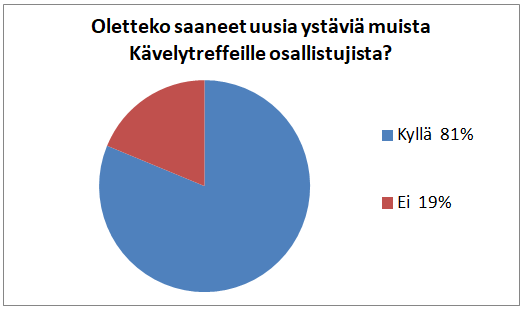 Oletteko saaneet uusia ystäviä muista
Kävelytreffeille osallistujista?
Kyllä 81%
Ei 19%